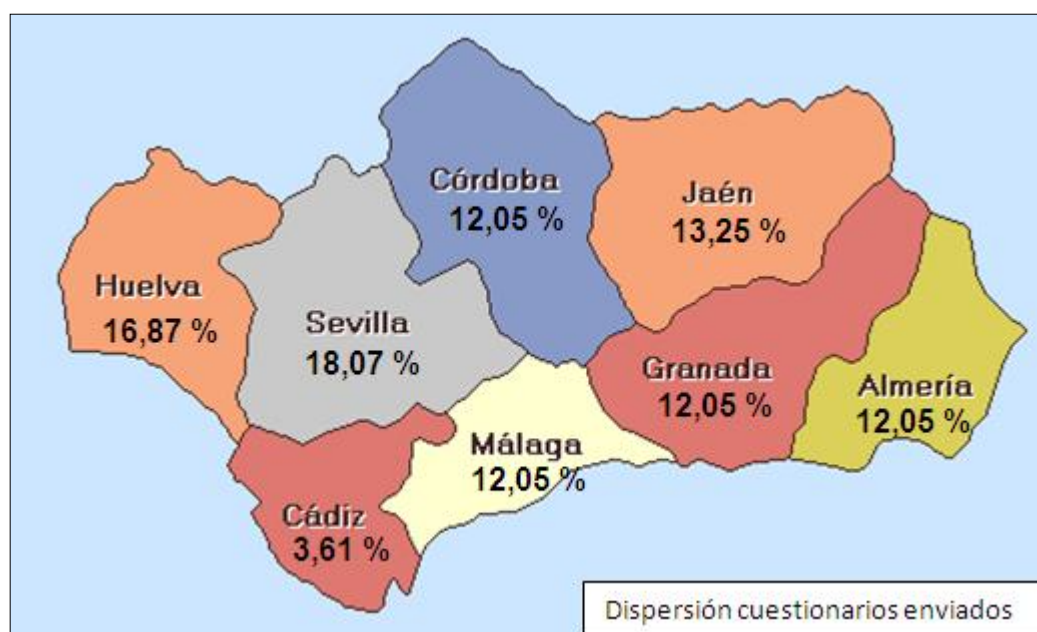 Córdoba
12,05 %
Jaén
13,25 %
Huelva
16,87 %
Sevilla
18,07 %
Granada
12,05 %
Almería
12,05 %
Málaga
12,05 %
Cádiz
3,61 %
Dispersión cuestionarios enviados